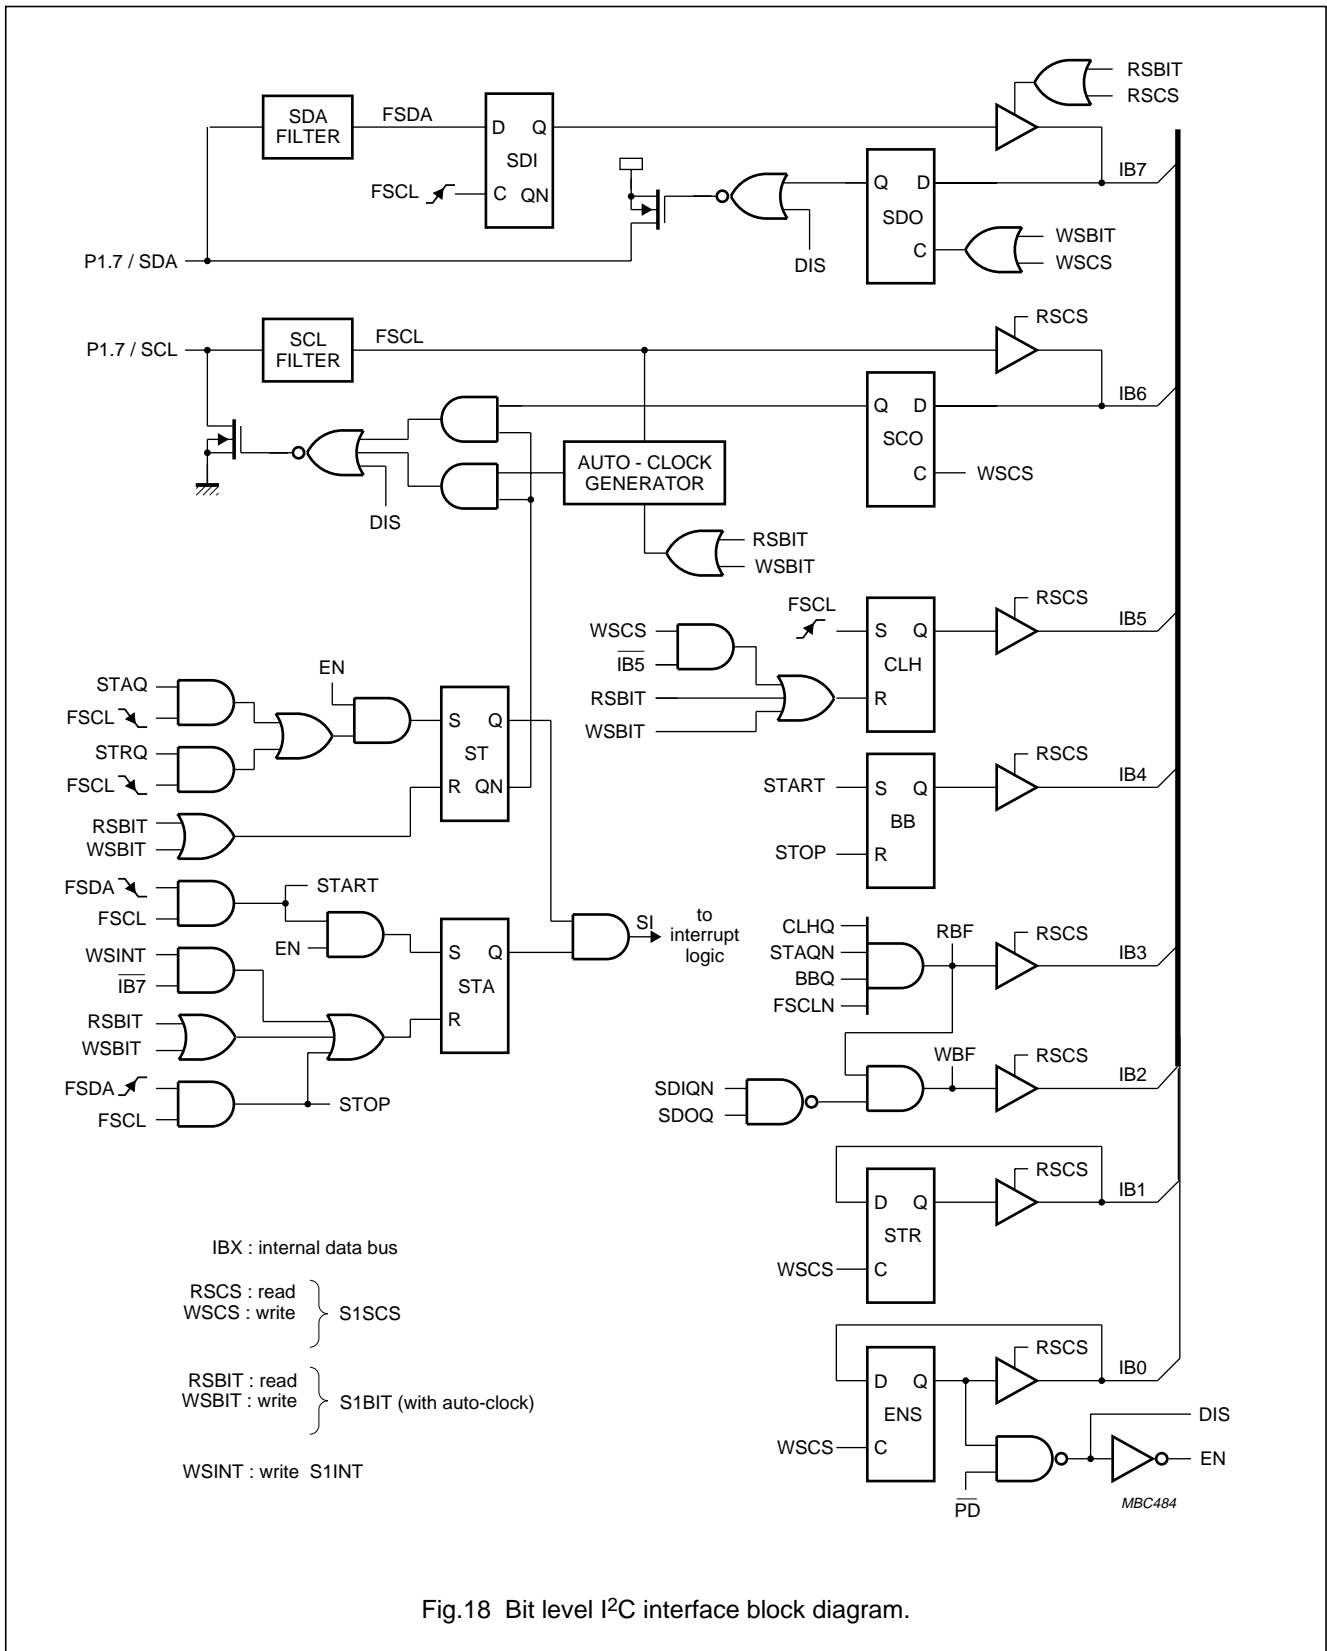 RSBIT
RSCS
SDA
FILTER
FSDA
D Q
SDI
C QN
FSCL
IB7
Q D
SDO
C
WSBIT
WSCS
DIS
P1.7 / SDA
RSCS
P1.7 / SCL
SCL
FILTER
FSCL
IB6
Q D
SCO
C
WSCS
AUTO - CLOCK
GENERATOR
DIS
RSBIT
WSBIT
FSCL
S Q
CLH
R
RSCS
IB5
WSCS
IB5
RSBIT
WSBIT
EN
STAQ
FSCL
STRQ
FSCL
S Q
ST
R QN
RSBIT
WSBIT
START
STOP
S Q
BB
R
RSCS
IB4
FSDA
FSCL
START
EN
WSINT
IB7
RSBIT
WSBIT
FSDA
FSCL
STOP
S Q
STA
R
SI
to
interrupt
logic
CLHQ
STAQN
BBQ
FSCLN
RBF
RSCS
IB3
SDIQN
SDOQ
WBF
RSCS
IB2
D Q
STR
C
WSCS
RSCS
IB1
D Q
ENS
C
WSCS
RSCS
IB0
PD
DIS
EN
MBC484
IBX : internal data bus
RSCS : read
WSCS : write
S1SCS
RSBIT : read
WSBIT : write
S1BIT (with auto-clock)
WSINT : write S1INT
Fig.18 Bit level I²C interface block diagram.